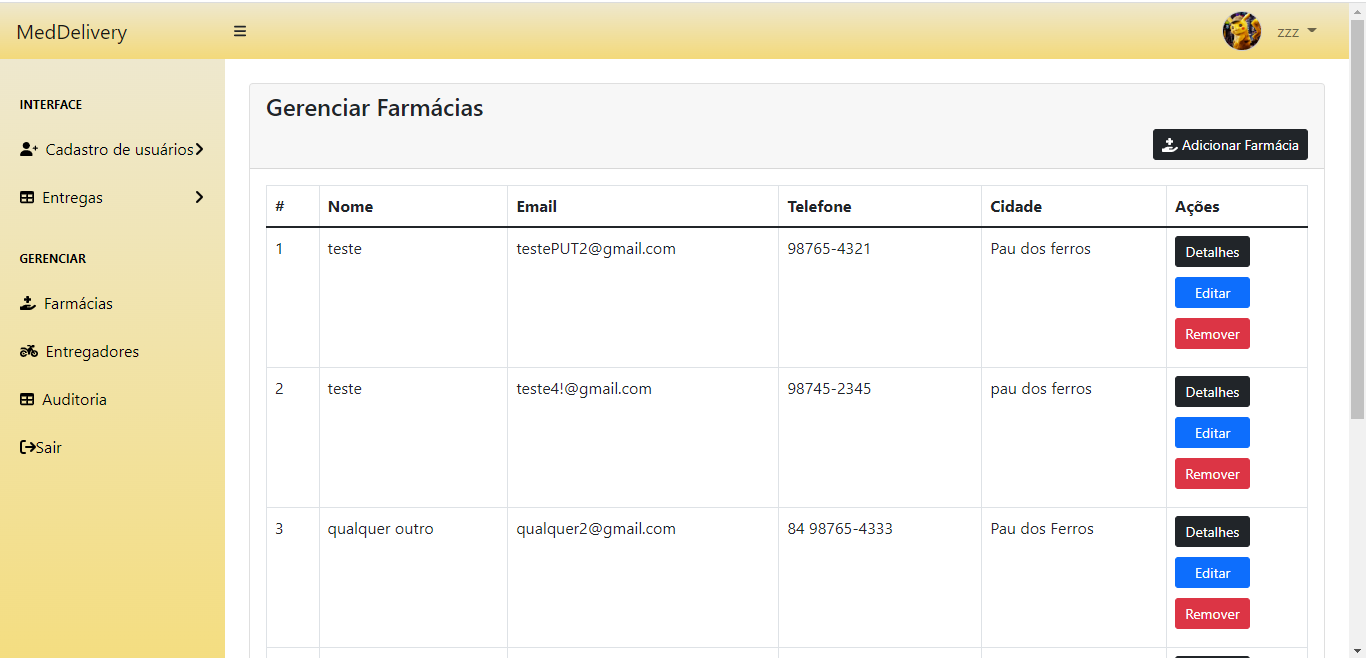 MedDelivery
zzz
INTERFACE
Cadastro de usuários
Entregas
GERENCIAR
Farmácias
Entregadores
Auditoria
Sair
Gerenciar Farmácias
Adicionar Farmácia
# Nome Email Telefone Cidade Ações
1 teste testePUT2@gmail.com 98765-4321 Pau dos ferros Detalhes
Editar
Remover
2 teste teste4!@gmail.com 98745-2345 pau dos ferros Detalhes
Editar
Remover
3 qualquer outro qualquer2@gmail.com 84 98765-4333 Pau dos Ferros Detalhes
Editar
Remover